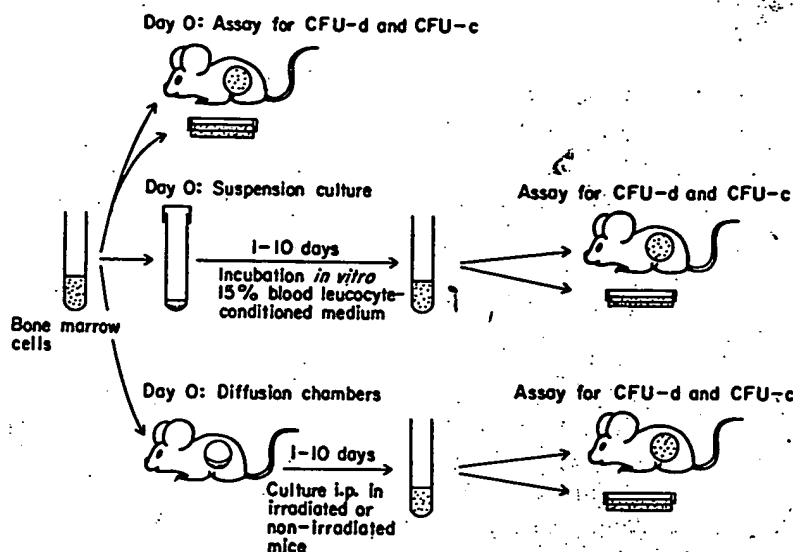 Day 0: Assay for CFU-d and CFU-c
Day 0: Suspension culture
Assay for CFU-d and CFU-c
1-10 days
Incubation in vitro
15% blood leucocyte-
conditioned medium
Bone marrow
cells
Day 0: Diffusion chambers
Assay for CFU-d and CFU-c
1-10 days
Culture i.p. in
irradiated or
non-irradiated
mice